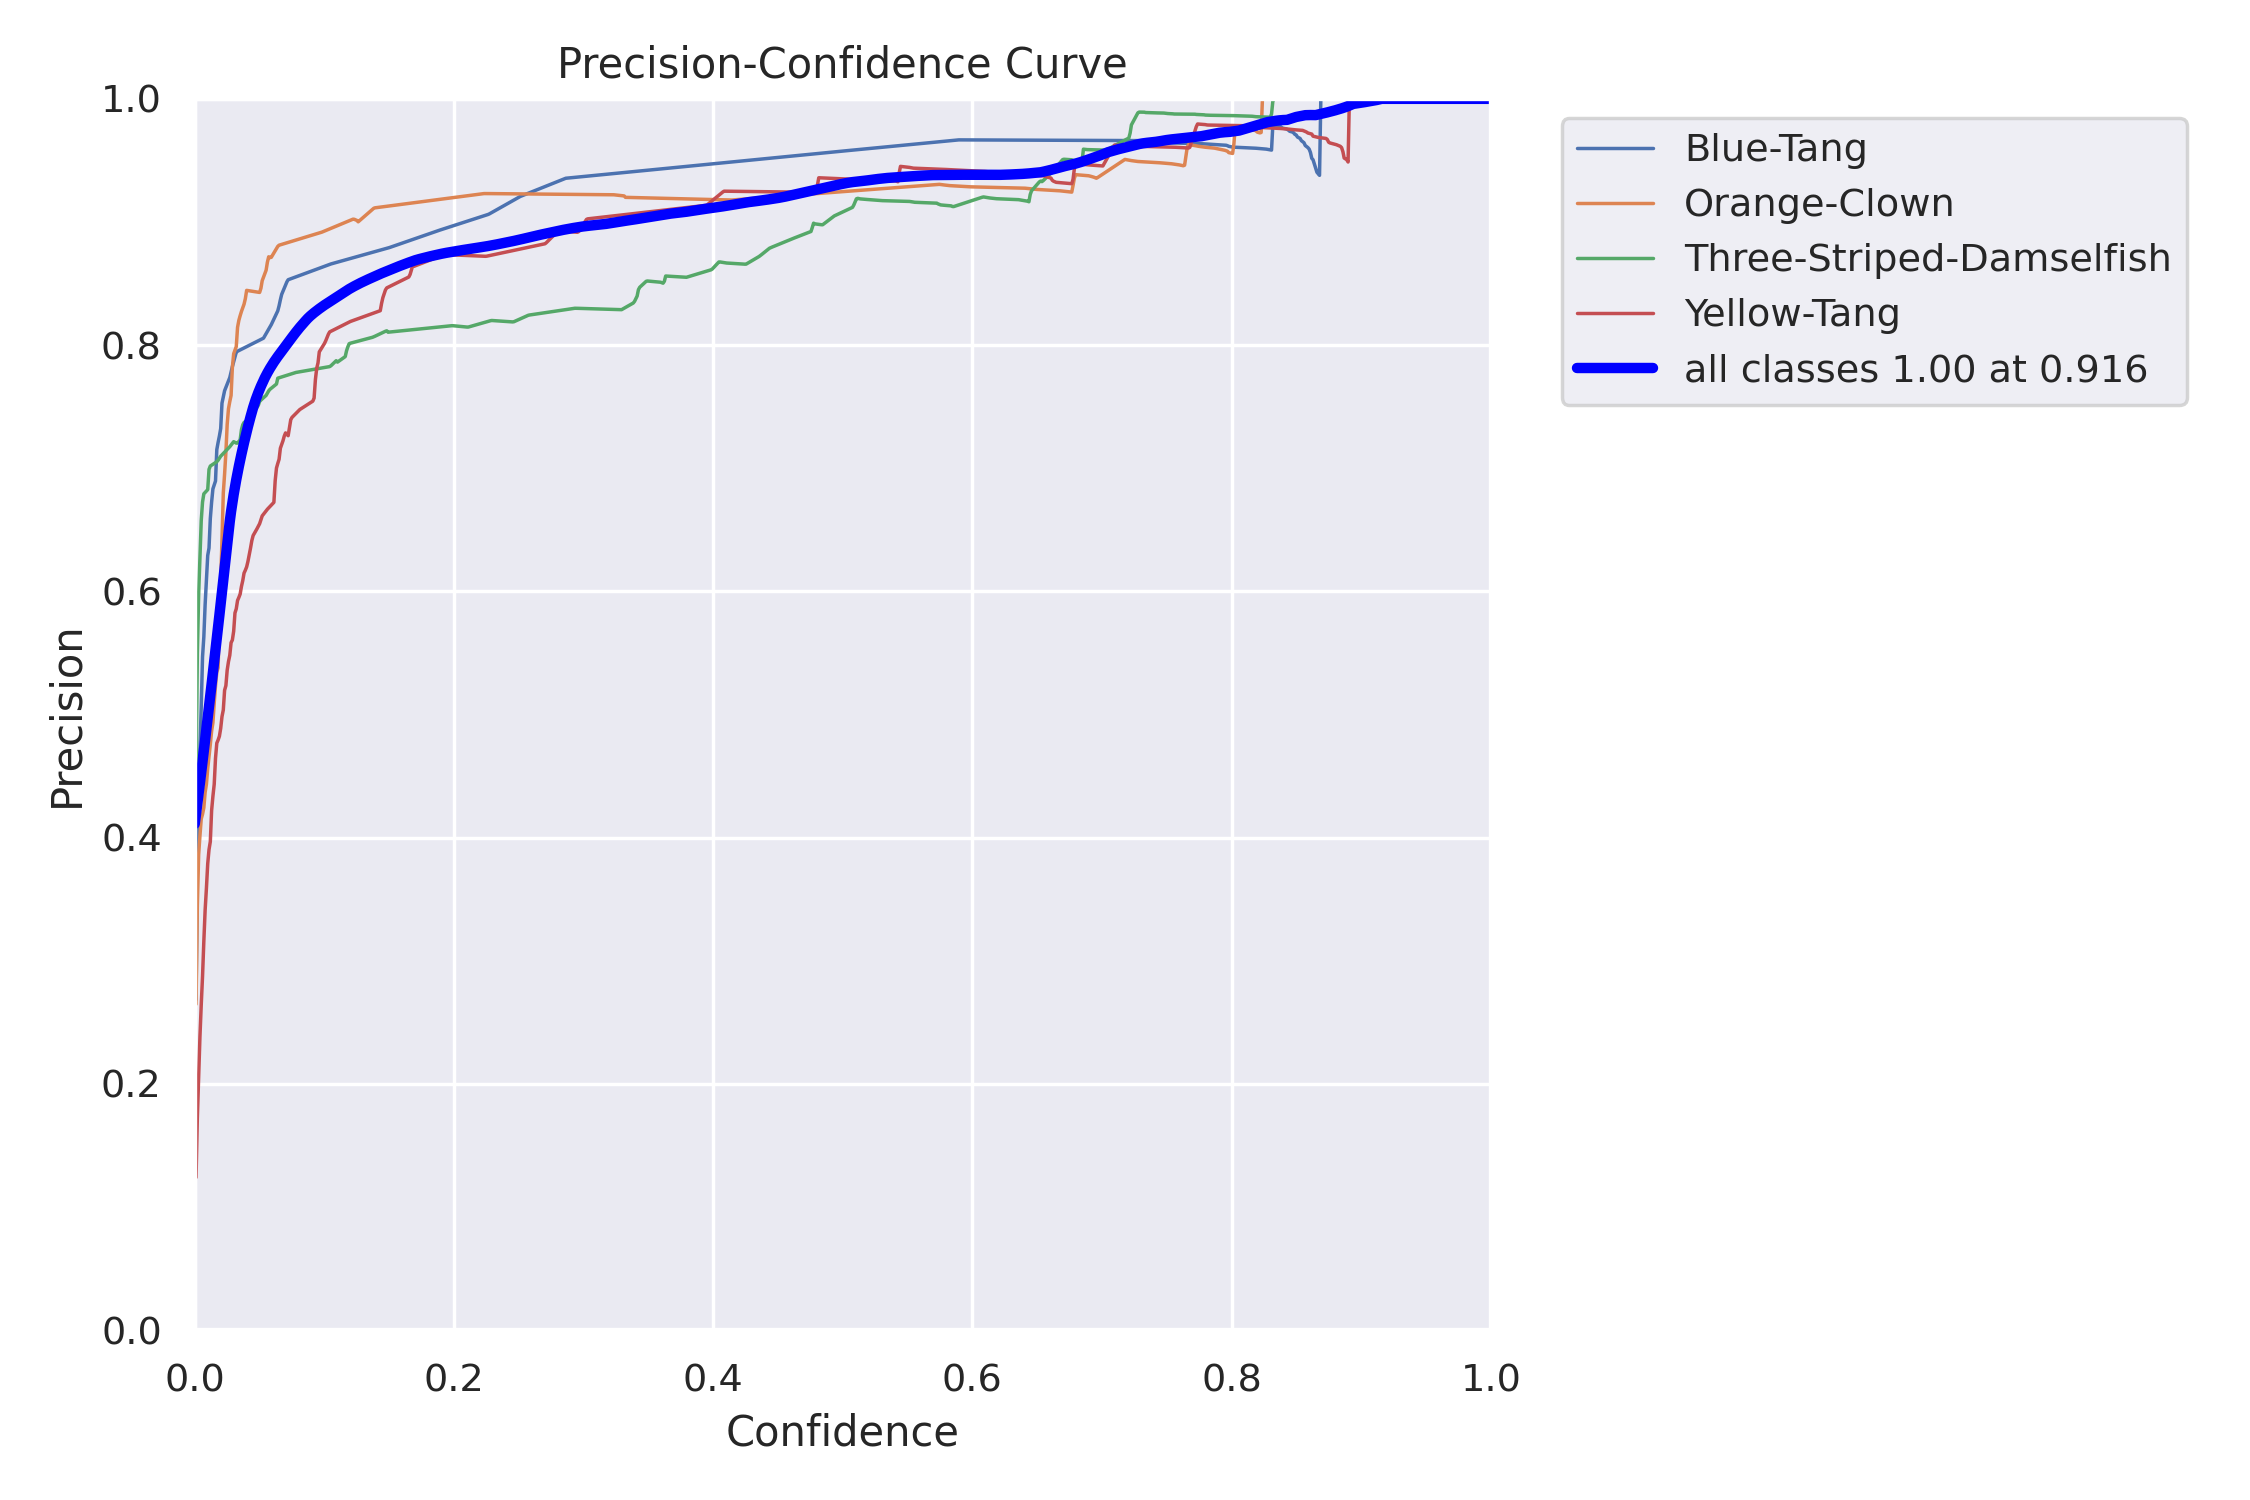 Precision-Confidence Curve
1.0
0.8
0.6
0.4
0.2
0.0
Precision
0.0 0.2 0.4 0.6 0.8 1.0
Confidence
Blue-Tang
Orange-Clown
Three-Striped-Damselfish
Yellow-Tang
all classes 1.00 at 0.916